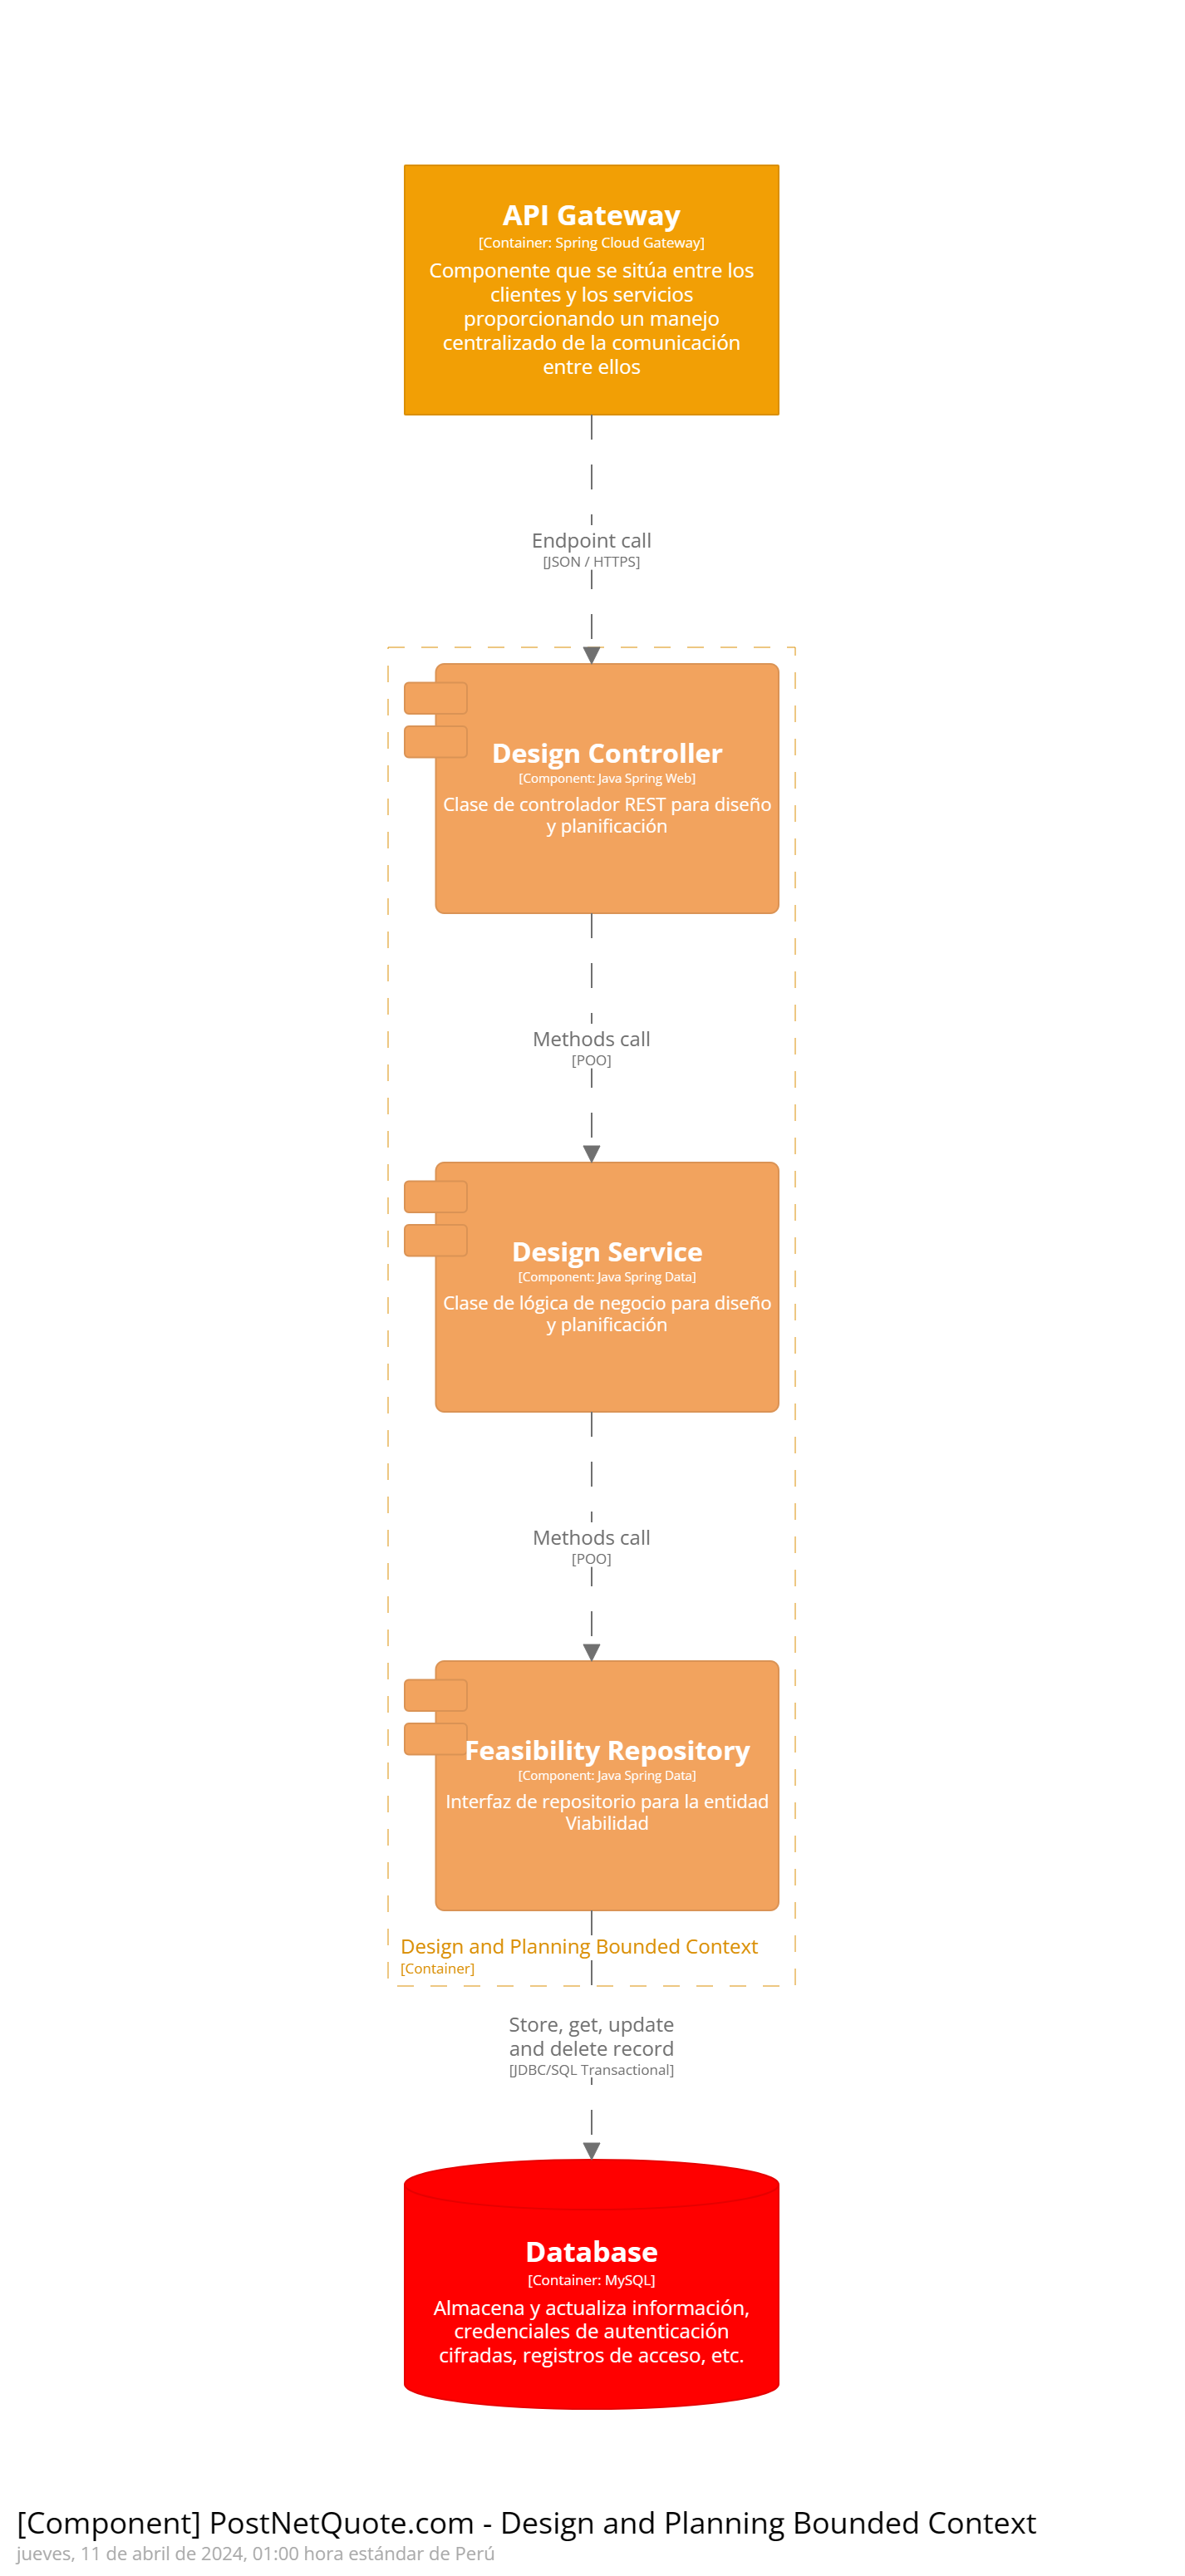 API Gateway
[Container: Spring Cloud Gateway]
Componente que se sitúa entre los
clientes y los servicios
proporcionando un manejo
centralizado de la comunicación
entre ellos
Endpoint call
[JSON / HTTPS]
Design Controller
[Component: Java Spring Web]
Clase de controlador REST para diseño
y planificación
Methods call
[POO]
Design Service
[Component: Java Spring Data]
Clase de lógica de negocio para diseño
y planificación
Methods call
[POO]
Feasibility Repository
[Component: Java Spring Data]
Interfaz de repositorio para la entidad
Viabilidad
Design and Planning Bounded Context
[Container]
Store, get, update
and delete record
[JDBC/SQL Transactional]
Database
[Container: MySQL]
Almacena y actualiza información,
credenciales de autenticación
cifradas, registros de acceso, etc.
[Component] PostNetQuote.com - Design and Planning Bounded Context
jueves, 11 de abril de 2024, 01:00 hora estándar de Perú